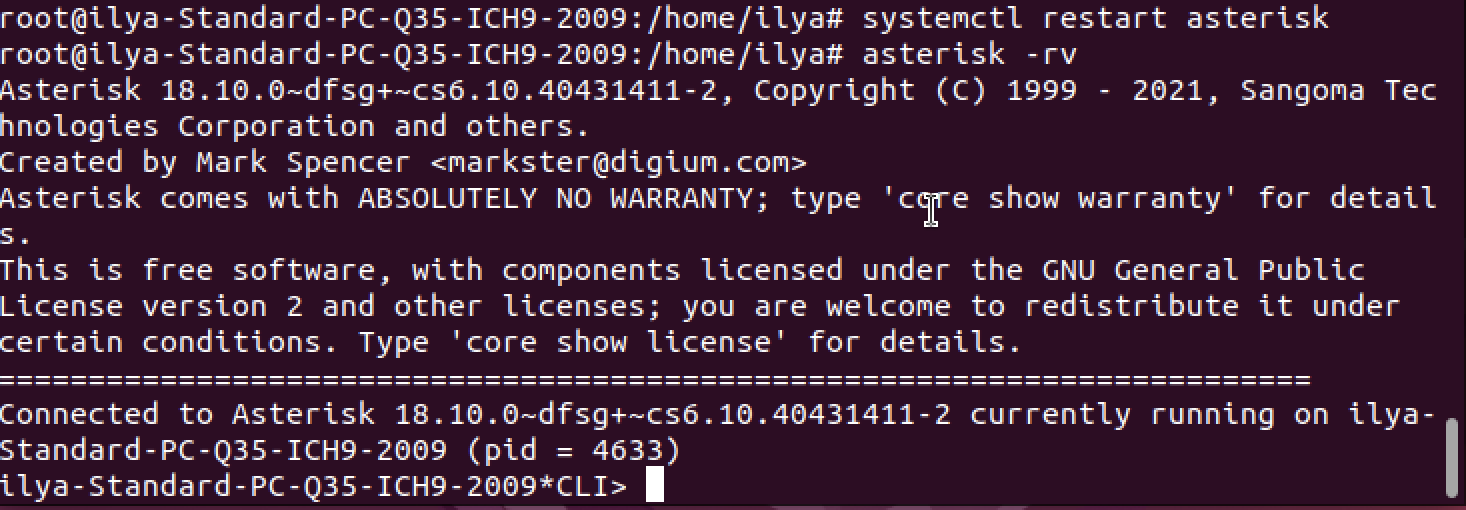 root@ilya-Standard-PC-Q35-ICH9-2009:/home/ilya# systemctl restart asterisk
root@ilya-Standard-PC-Q35-ICH9-2009:/home/ilya# asterisk -rv
Asterisk 18.10.0~dfsg+~cs6.10.40431411-2, Copyright (C) 1999 - 2021, Sangoma Tec
hnologies Corporation and others.
Created by Mark Spencer <markster@digium.com>
Asterisk comes with ABSOLUTELY NO WARRANTY; type 'core show warranty' for detail
s.
This is free software, with components licensed under the GNU General Public
License version 2 and other licenses; you are welcome to redistribute it under
certain conditions. Type 'core show license' for details.
=========================================================================
Connected to Asterisk 18.10.0~dfsg+~cs6.10.40431411-2 currently running on ilya-
Standard-PC-Q35-ICH9-2009 (pid = 4633)
ilya-Standard-PC-Q35-ICH9-2009*CLI>